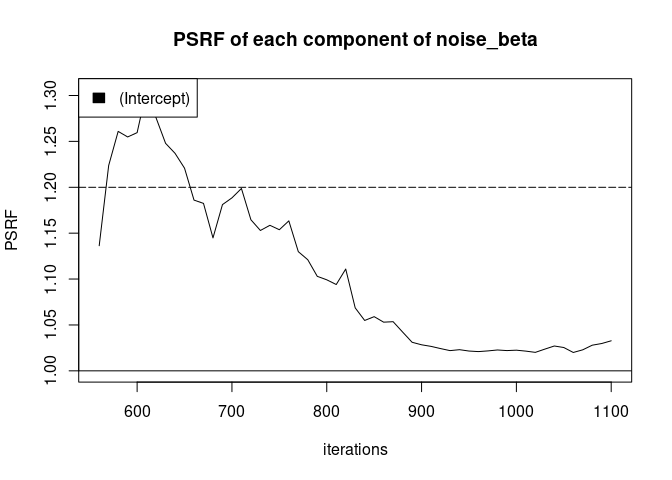 PSRF of each component of noise_beta
(Intercept)
PSRF
1.30
1.25
1.20
1.15
1.10
1.05
1.00
600 700 800 900 1000 1100
iterations